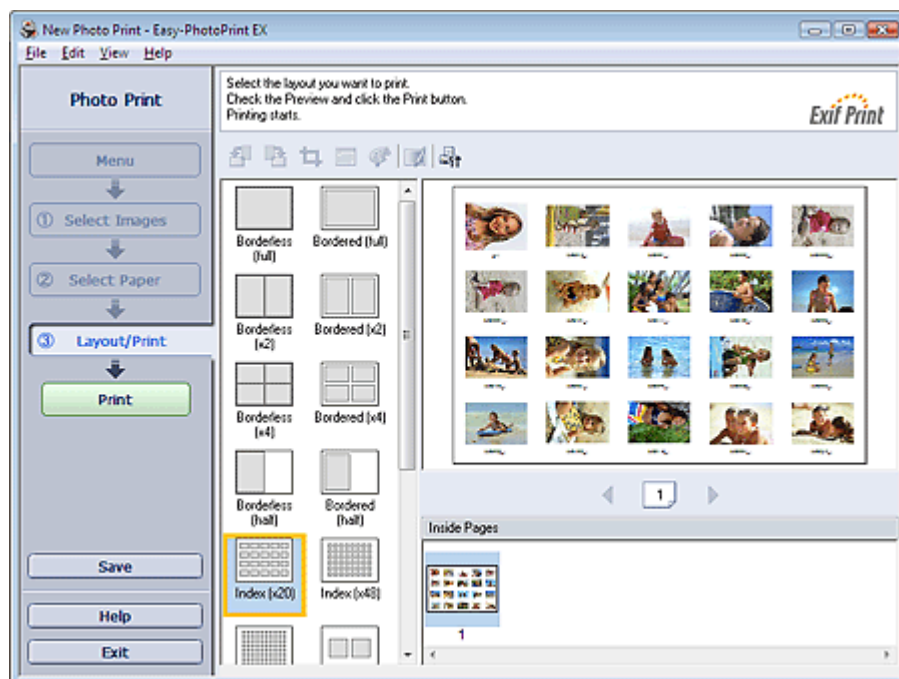 New Photo Print - Easy-PhotoPrint EX
File Edit View Help
Photo Print
Select the layout you want to print.
Check the Preview and click the Print button.
Printing starts.
Exif Print
Menu
① Select Images
② Select Paper
③ Layout/Print
Print
Save
Help
Exit
Borderless
(full)
Bordered (full)
Borderless
(x2)
Bordered (x2)
Borderless
(x4)
Bordered (x4)
Borderless
(half)
Bordered
(half)
Index (x20)
Index (x48)
1
Inside Pages
1